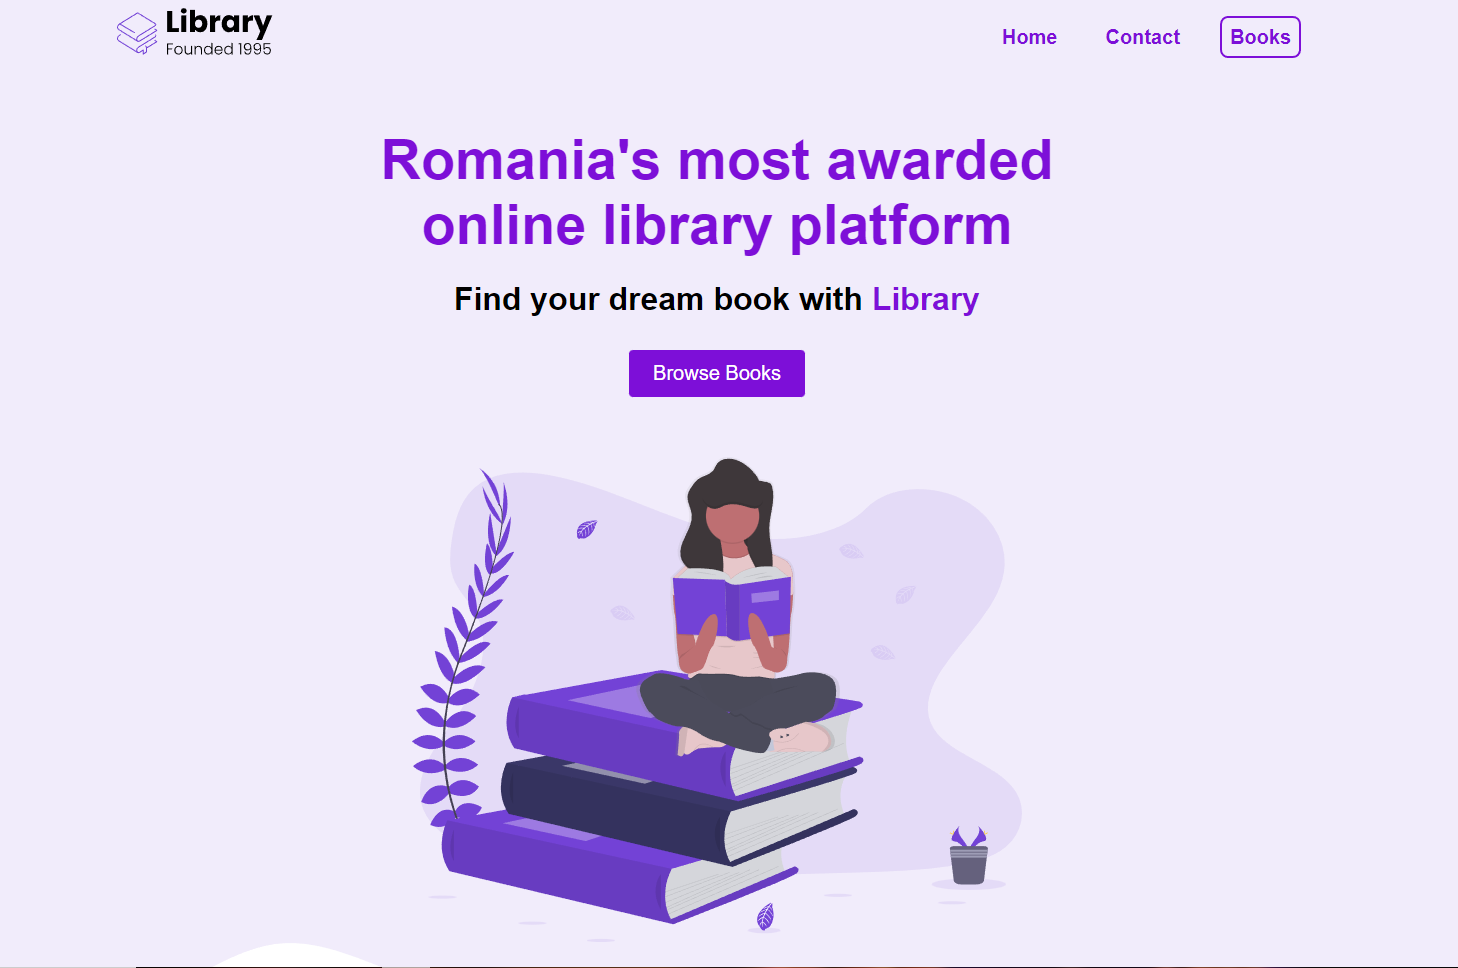 Library
Founded 1995
Home Contact Books
Romania's most awarded
online library platform
Find your dream book with Library
Browse Books